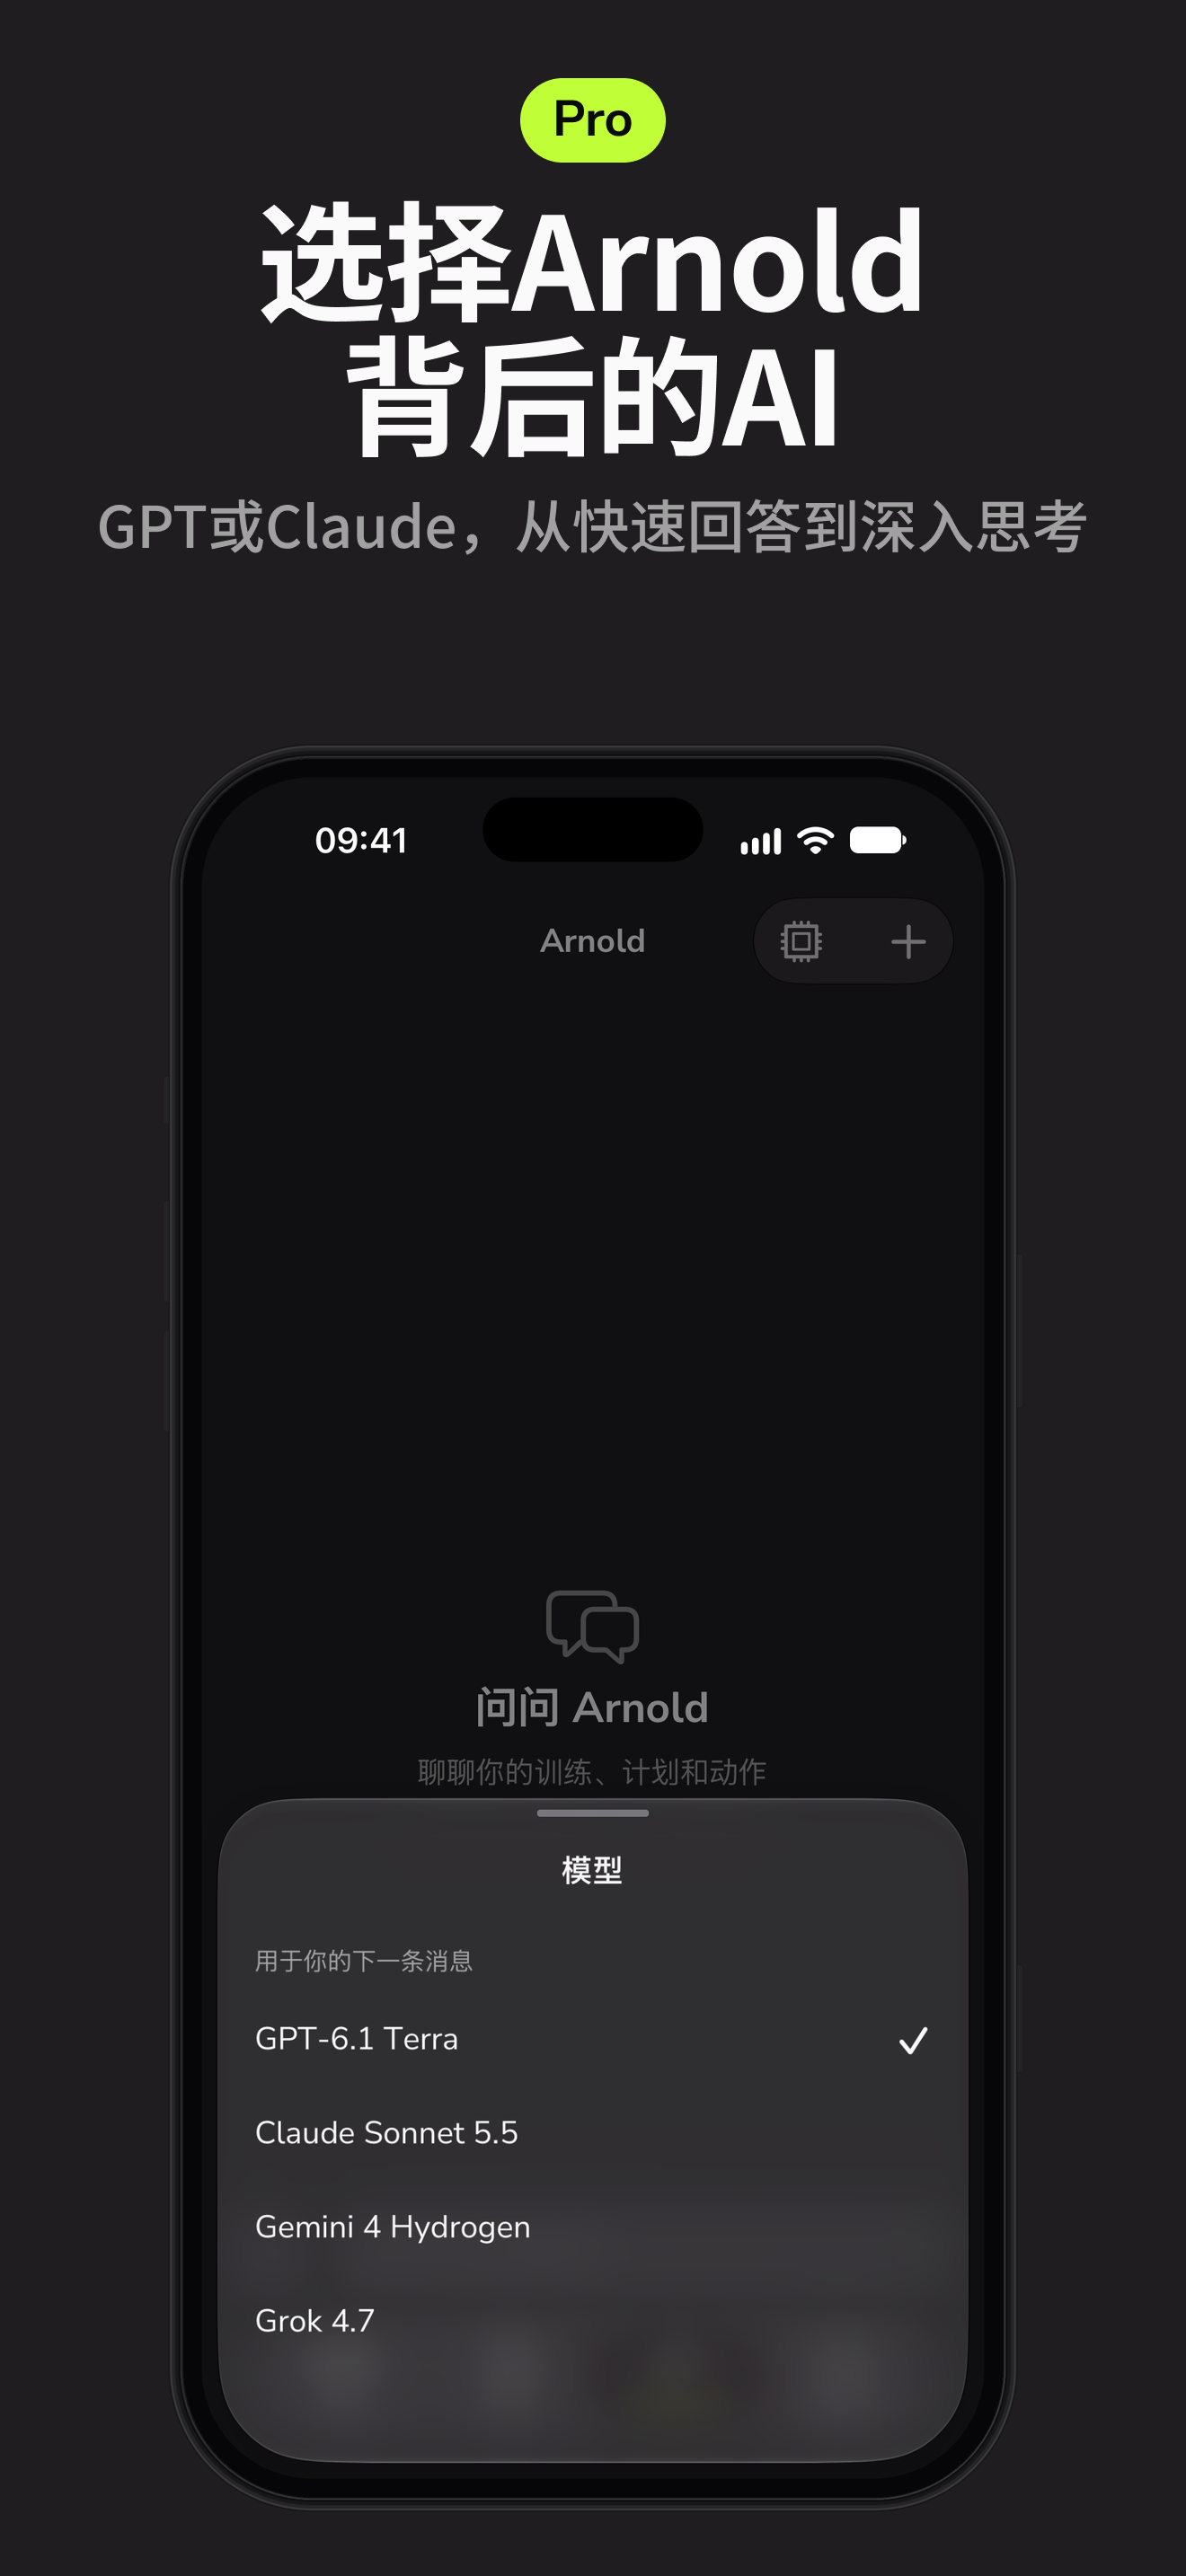 Pro
选择Arnold
背后的AI
GPT或Claude，从快速回答到深入思考
09:41
Arnold
问问 Arnold
聊聊你的训练、计划和动作
模型
用于你的下一条消息
GPT-6.1 Terra
Claude Sonnet 5.5
Gemini 4 Hydrogen
Grok 4.7